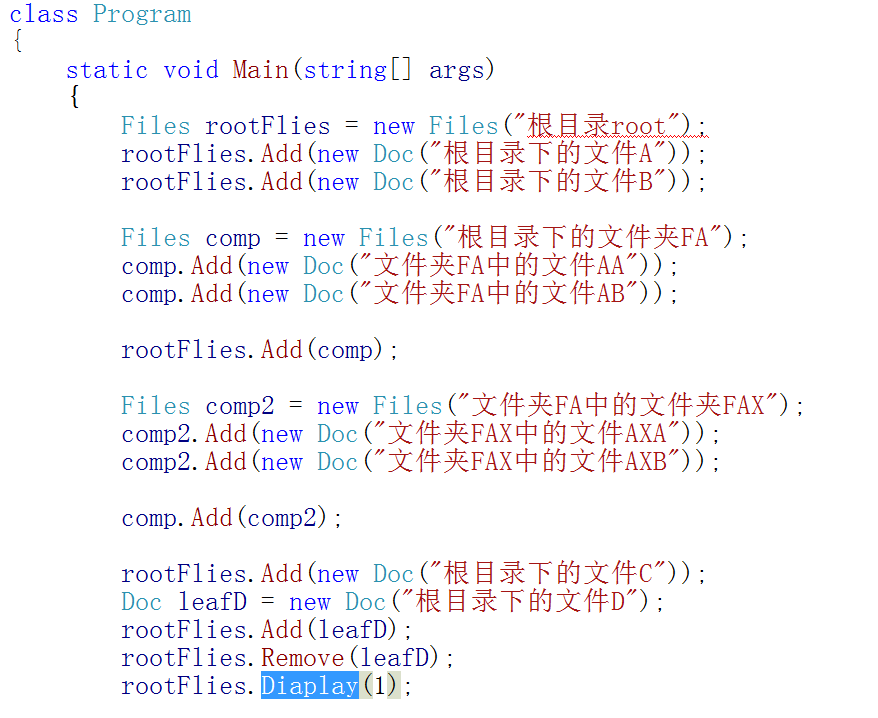 class Program
{
static void Main(string[] args)
{
Files rootFlies = new Files("根目录root");
rootFlies.Add(new Doc("根目录下的文件A"));
rootFlies.Add(new Doc("根目录下的文件B"));
Files comp = new Files("根目录下的文件夹FA");
comp.Add(new Doc("文件夹FA中的文件AA"));
comp.Add(new Doc("文件夹FA中的文件AB"));
rootFlies.Add(comp);
Files comp2 = new Files("文件夹FA中的文件夹FAX");
comp2.Add(new Doc("文件夹FAX中的文件AXA"));
comp2.Add(new Doc("文件夹FAX中的文件AXB"));
comp.Add(comp2);
rootFlies.Add(new Doc("根目录下的文件C"));
Doc leafD = new Doc("根目录下的文件D");
rootFlies.Add(leafD);
rootFlies.Remove(leafD);
rootFlies.Diaplay(1);